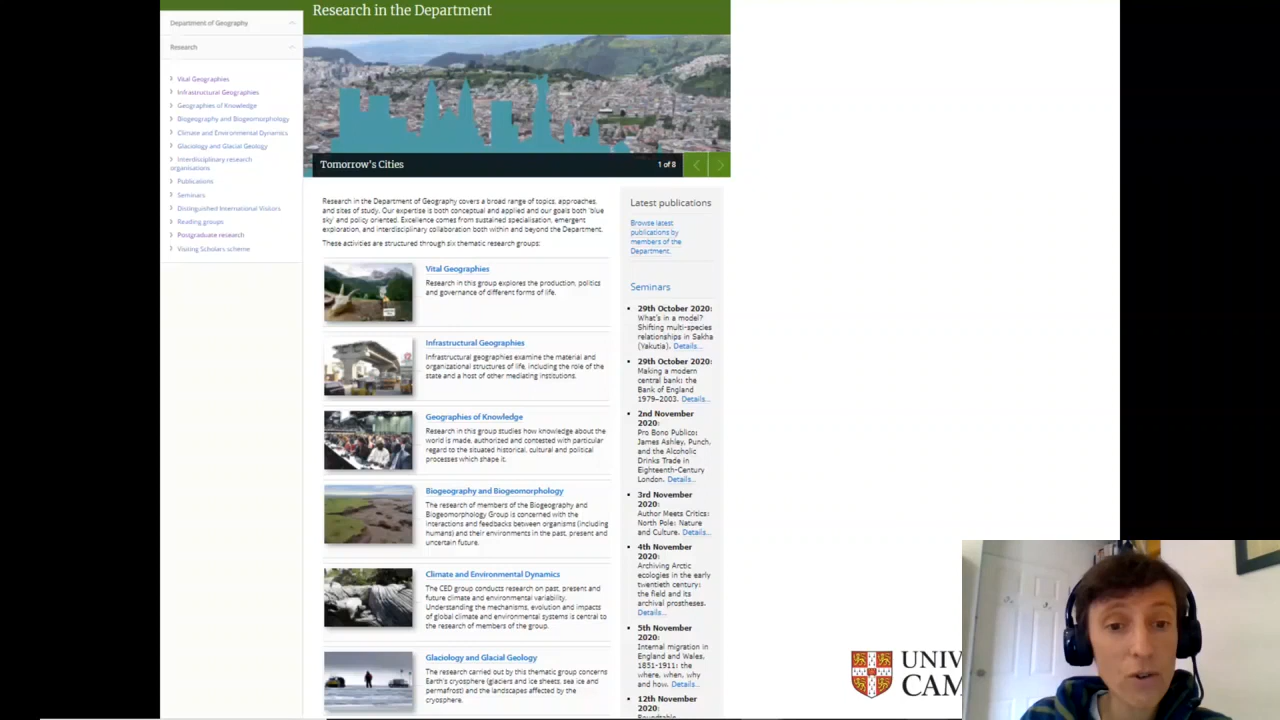 Research in the Department
Department of Geography
Research
Vital Geographies
Infrastructural Geographies
Geographies of Knowledge
Biogeography and Biogeomorphology
Climate and Environmental Dynamics
Glaciology and Glacial Geology
Interdisciplinary research
organisations
Publications
Seminars
Distinguished International Visitors
Reading groups
Postgraduate research
Visiting Scholars scheme
Tomorrow's Cities
1 of 8
Research in the Department of Geography covers a broad range of topics, approaches,
and sites of study. Our expertise is both conceptual and applied and our goals both 'blue
sky' and policy oriented. Excellence comes from sustained specialisation, emergent
exploration, and interdisciplinary collaboration both within and beyond the Department.
These activities are structured through six thematic research groups:
Vital Geographies
Research in this group explores the production, politics
and governance of different forms of life.
Infrastructural Geographies
Infrastructural geographies examine the material and
organizational structures of life, including the role of the
state and a host of other mediating institutions.
Geographies of Knowledge
Research in this group studies how knowledge about the
world is made, authorized and contested with particular
regard to the situated historical, cultural and political
processes which shape it.
Biogeography and Biogeomorphology
The research of members of the Biogeography and
Biogeomorphology Group is concerned with the
interactions and feedbacks between organisms (including
humans) and their environments in the past, present and
uncertain future.
Climate and Environmental Dynamics
The CED group conducts research on past, present and
future climate and environmental variability.
Understanding the mechanisms, evolution and impacts
of global climate and environmental systems is central to
the research of members of the group.
Glaciology and Glacial Geology
The research carried out by this thematic group concerns
Earth's cryosphere (glaciers and ice sheets, sea ice and
permafrost) and the landscapes affected by the
cryosphere.
Latest publications
Browse latest
publications by
members of the
Department.
Seminars
29th October 2020:
What's in a model?
Shifting multi-species
relationships in Sakha
(Yakutia). Details...
29th October 2020:
Making a modern
central bank: the
Bank of England
1979–2003. Details...
2nd November
2020:
Pro Bono Publico:
James Ashley, Punch,
and the Alcoholic
Drinks Trade in
Eighteenth-Century
London. Details...
3rd November
2020:
Author Meets Critics:
North Pole: Nature
and Culture. Details...
4th November
2020:
Archiving Arctic
ecologies in the early
twentieth century:
the field and its
archival prostheses.
Details...
5th November
2020:
Internal migration in
England and Wales,
1851-1911: the
where, when, why
and how. Details...
12th November
2020:
Roundtable
UNIV
CAM